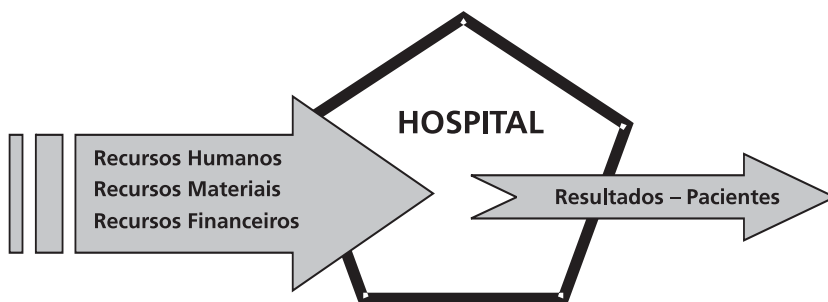 HOSPITAL
Recursos Humanos
Recursos Materiais
Recursos Financeiros
Resultados – Pacientes